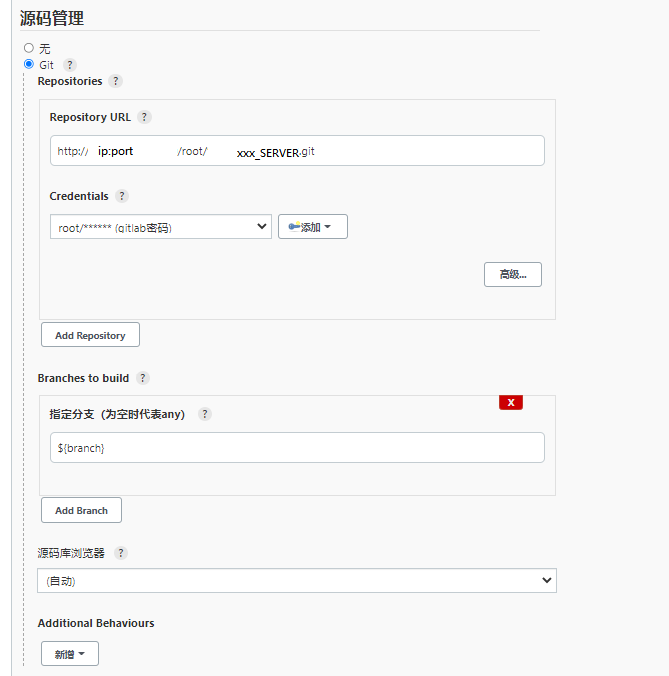 源码管理
无
Git ?
Repositories ?
Repository URL ?
http:// ip:port /root/ xxx_SERVER.git
Credentials ?
root/****** (gitlab密码)
添加
高级...
Add Repository
Branches to build ?
X
指定分支（为空时代表any） ?
${branch}
Add Branch
源码库浏览器 ?
(自动)
Additional Behaviours
新增